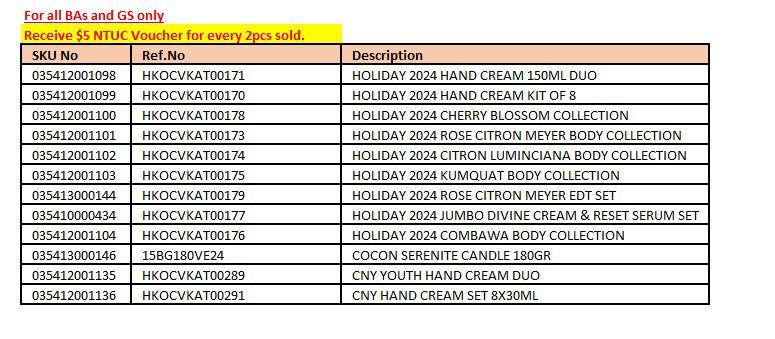 For all BAs and GS only
Receive $5 NTUC Voucher for every 2pcs sold.
SKU No Ref.No Description
035412001098 HKOCVKAT00171 HOLIDAY 2024 HAND CREAM 150ML DUO
035412001099 HKOCVKAT00170 HOLIDAY 2024 HAND CREAM KIT OF 8
035412001100 HKOCVKAT00178 HOLIDAY 2024 CHERRY BLOSSOM COLLECTION
035412001101 HKOCVKAT00173 HOLIDAY 2024 ROSE CITRON MEYER BODY COLLECTION
035412001102 HKOCVKAT00174 HOLIDAY 2024 CITRON LUMINCIANA BODY COLLECTION
035412001103 HKOCVKAT00175 HOLIDAY 2024 KUMQUAT BODY COLLECTION
035413000144 HKOCVKAT00179 HOLIDAY 2024 ROSE CITRON MEYER EDT SET
035410000434 HKOCVKAT00177 HOLIDAY 2024 JUMBO DIVINE CREAM & RESET SERUM SET
035412001104 HKOCVKAT00176 HOLIDAY 2024 COMBAWA BODY COLLECTION
035413000146 15BG180VE24 COCON SERENITE CANDLE 180GR
035412001135 HKOCVKAT00289 CNY YOUTH HAND CREAM DUO
035412001136 HKOCVKAT00291 CNY HAND CREAM SET 8X30ML